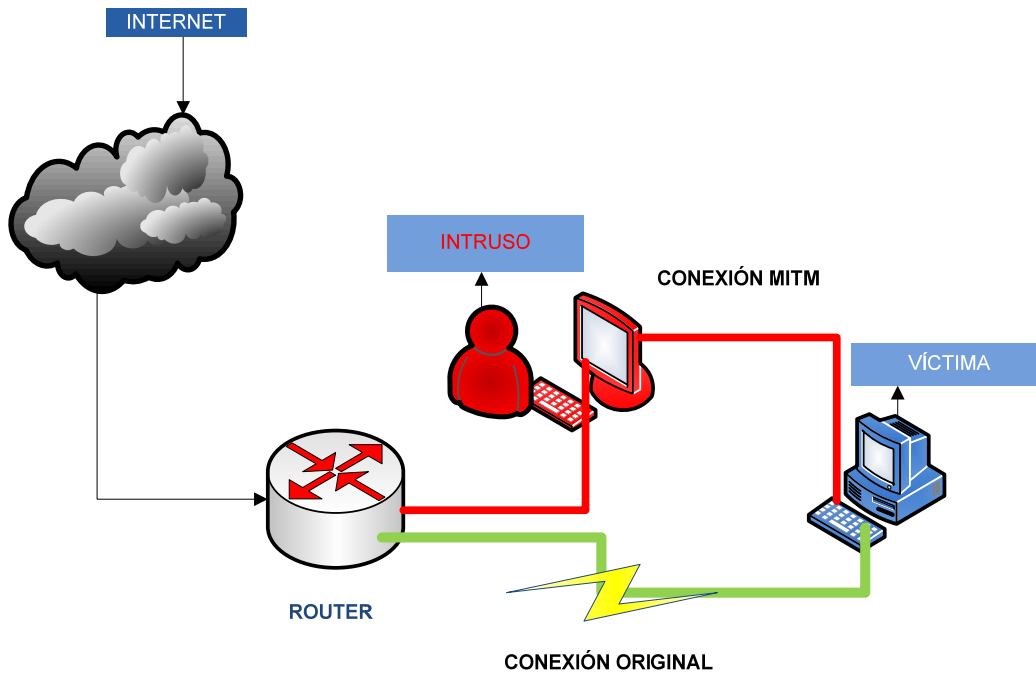 INTERNET
INTRUSO
CONEXIÓN MITM
VÍCTIMA
ROUTER
CONEXIÓN ORIGINAL